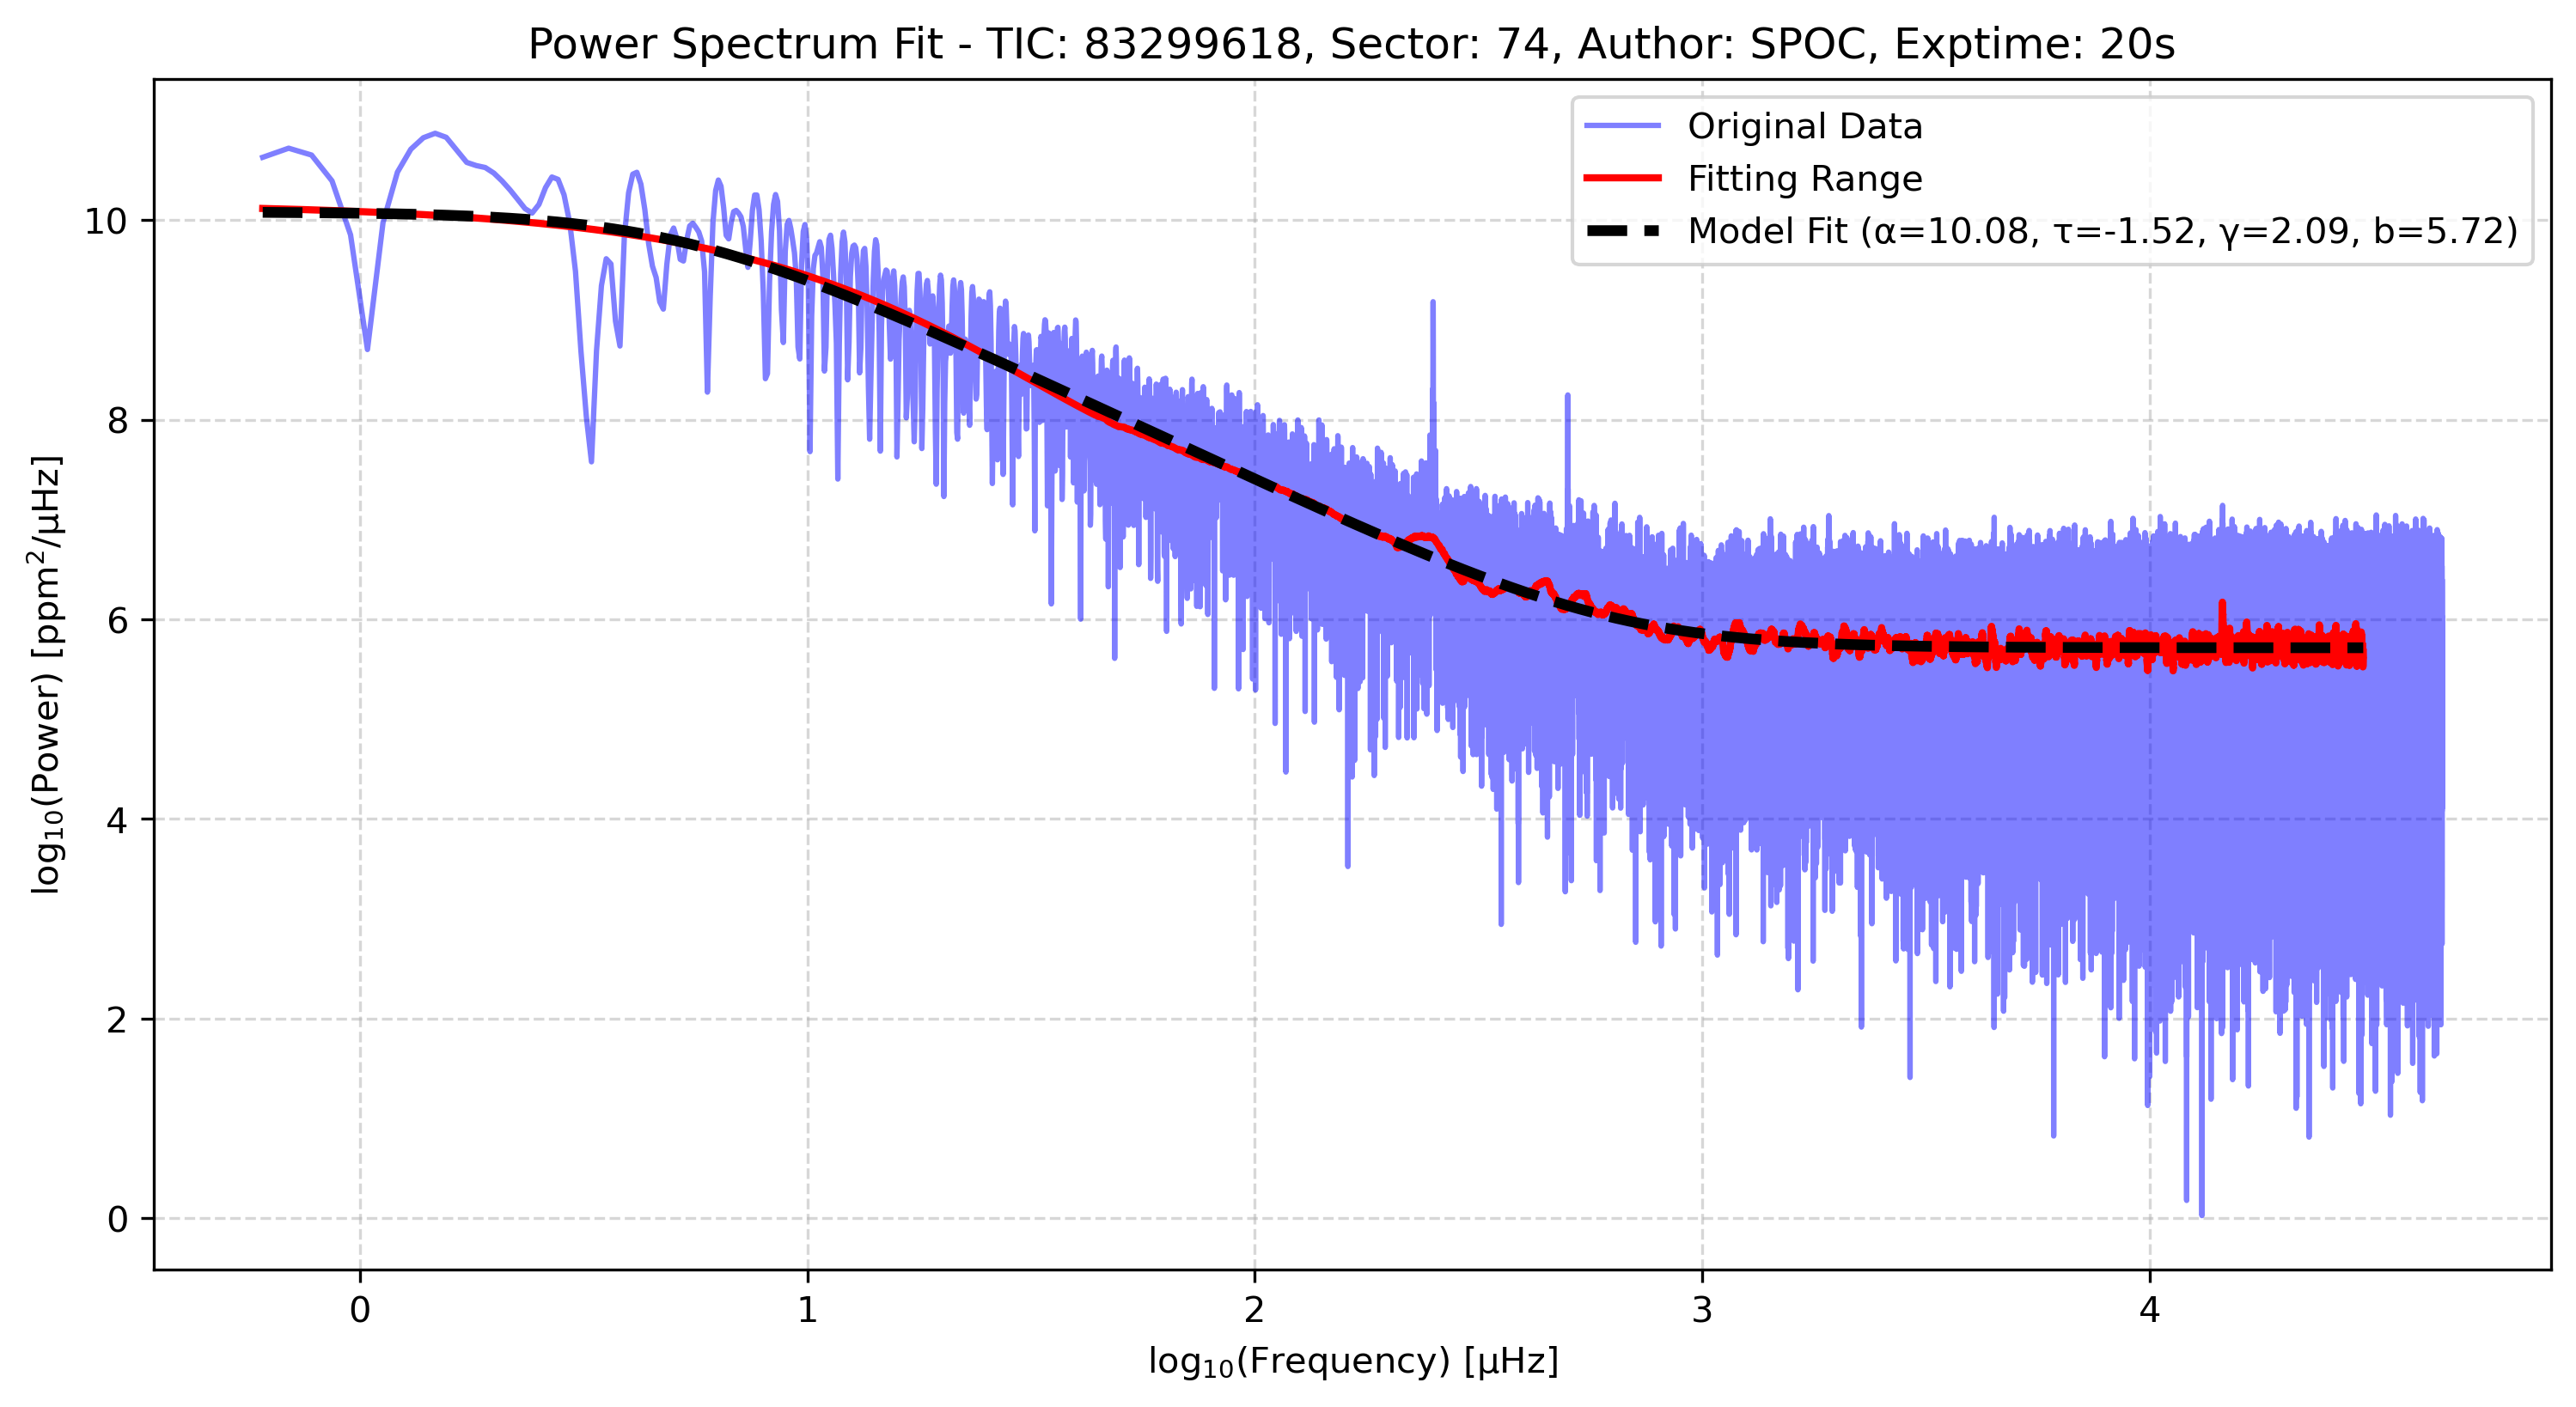 Power Spectrum Fit - TIC: 83299618, Sector: 74, Author: SPOC, Exptime: 20s
Original Data
Fitting Range
Model Fit (α=10.08, τ=-1.52, γ=2.09, b=5.72)
log₁₀(Power) [ppm²/μHz]
10
8
6
4
2
0
0 1 2 3 4
log₁₀(Frequency) [μHz]